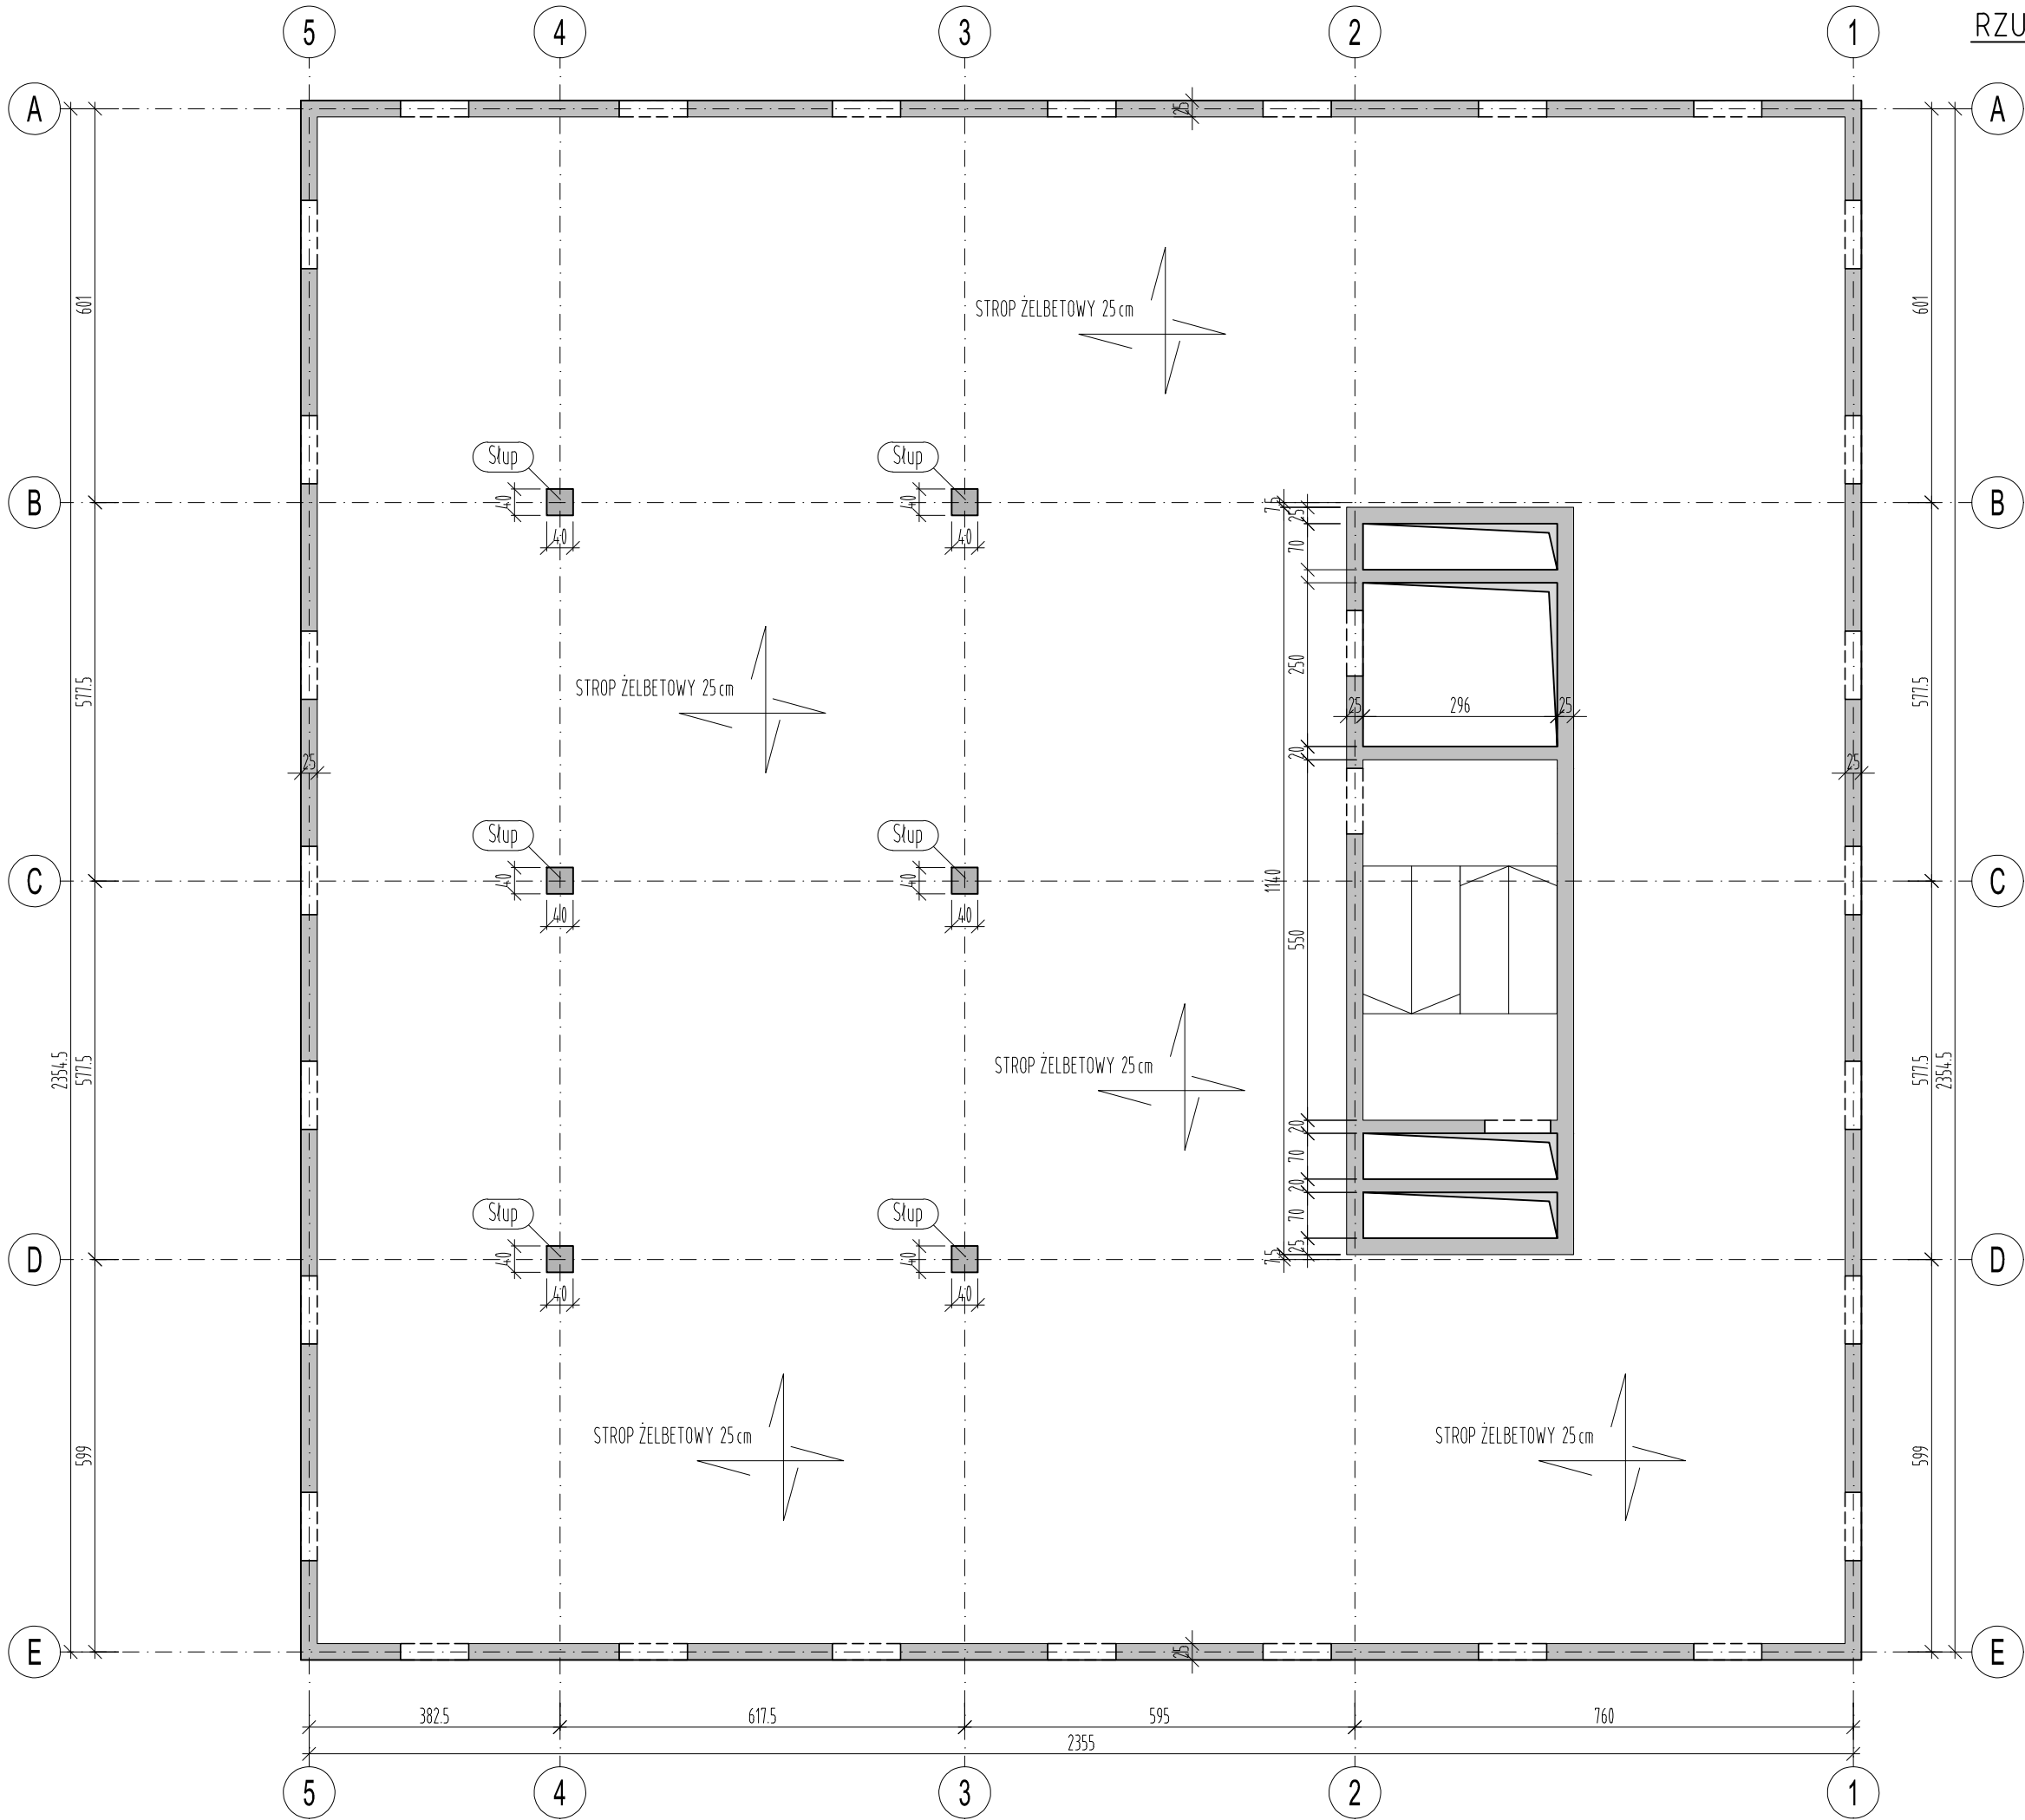 5 4 3 2 1 RZU
A 25 A
601 STROP ŻELBETOWY 25cm 601
Słup Słup
B 40 40 7.5 25 B
40 40 70
577.5 STROP ŻELBETOWY 25cm 250 25 296 25 577.5
25 20 25
Słup Słup
C 40 40 1140 C
40 40 550
2354.5 577.5 STROP ŻELBETOWY 25cm 577.5 2354.5
20
70
20
Słup Słup 70
D 40 40 7.5 25 D
40 40
599 STROP ŻELBETOWY 25cm STROP ŻELBETOWY 25cm 599
E 25 E
382.5 617.5 595 760
2355
5 4 3 2 1